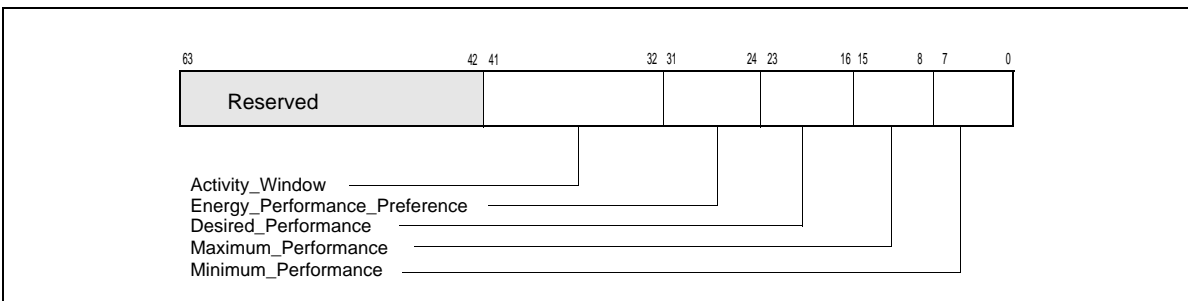 63 42 41 32 31 24 23 16 15 8 7 0
Reserved
Activity_Window
Energy_Performance_Preference
Desired_Performance
Maximum_Performance
Minimum_Performance